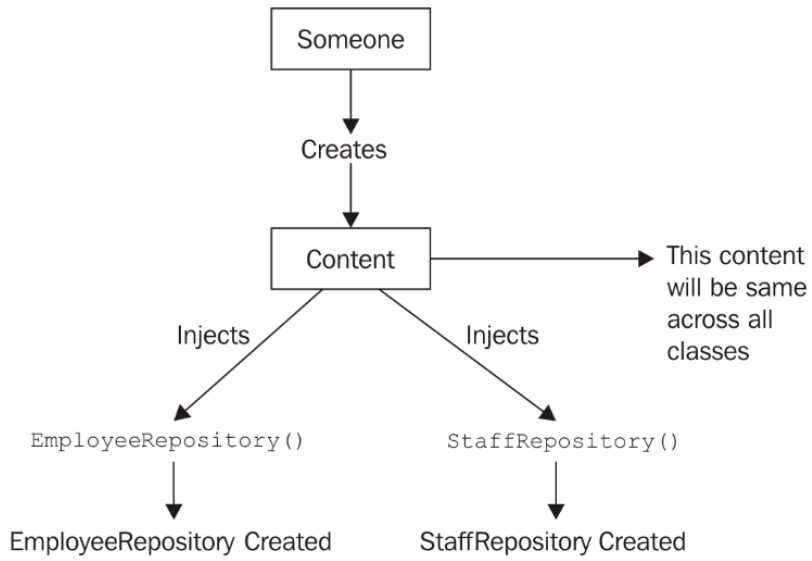 Someone
Creates
Content
This content
will be same
across all
classes
Injects
Injects
EmployeeRepository()
StaffRepository()
EmployeeRepository Created
StaffRepository Created